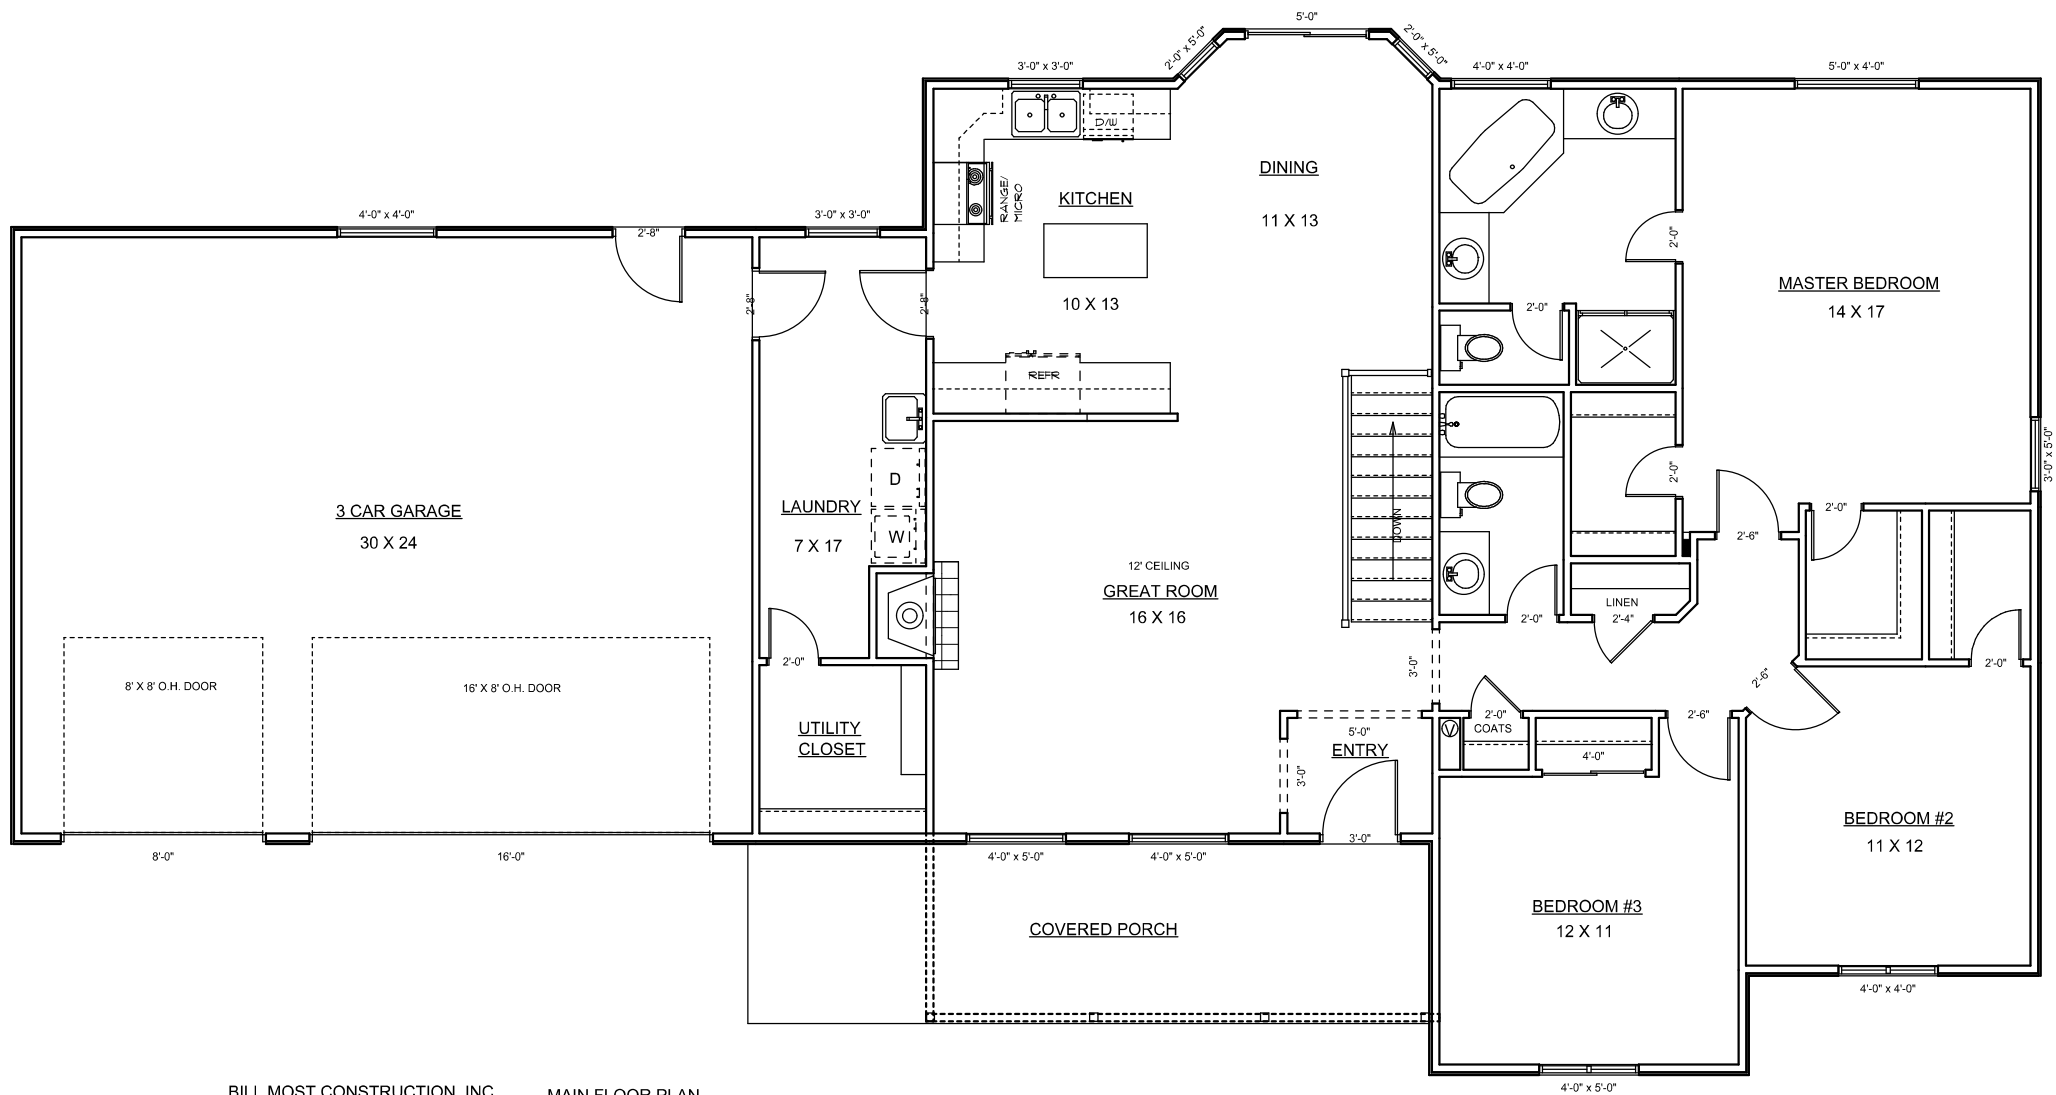 5'-0"
2'-0" x 5'-0"
2'-0" x 5'-0"
3'-0" x 3'-0"
4'-0" x 4'-0"
5'-0" x 4'-0"
D/W
RANGE/
MICRO
KITCHEN
10 X 13
DINING
11 X 13
4'-0" x 4'-0"
2'-8"
3'-0" x 3'-0"
2'-8"
2'-8"
2'-0"
2'-0"
MASTER BEDROOM
14 X 17
REFR
3'-0" x 5'-0"
2'-0"
3 CAR GARAGE
30 X 24
LAUNDRY
7 X 17
D
W
DOWN
12' CEILING
GREAT ROOM
16 X 16
2'-6"
2'-0"
LINEN
2'-4"
2'-0"
2'-0"
2'-0"
3'-0"
2'-6"
8' X 8' O.H. DOOR
16' X 8' O.H. DOOR
UTILITY
CLOSET
5'-0"
ENTRY
3'-0"
V
2'-0"
COATS
4'-0"
2'-6"
BEDROOM #2
11 X 12
3'-0"
8'-0"
16'-0"
4'-0" x 5'-0"
4'-0" x 5'-0"
BEDROOM #3
12 X 11
COVERED PORCH
4'-0" x 4'-0"
4'-0" x 5'-0"
BILL MOST CONSTRUCTION, INC
MAIN FLOOR PLAN